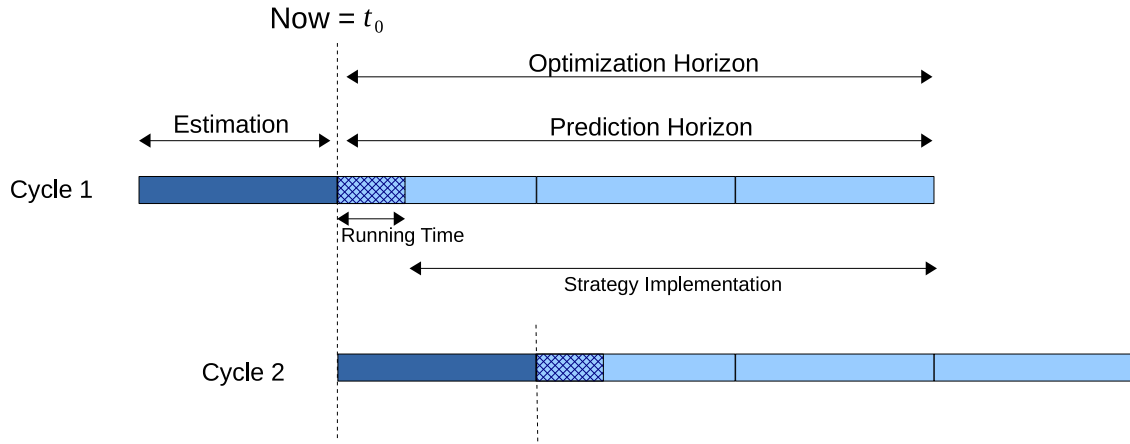 Now = t₀
Optimization Horizon
Estimation
Prediction Horizon
Cycle 1
Running Time
Strategy Implementation
Cycle 2